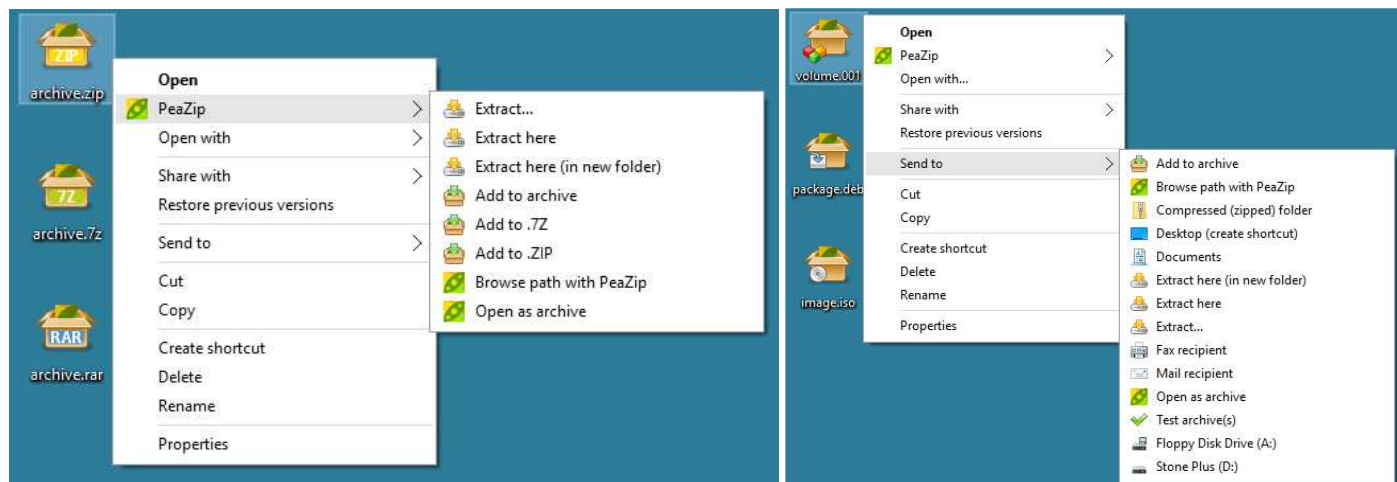 ZIP
archive.zip
7Z
archive.7z
RAR
archive.rar
Open
PeaZip
Open with
Share with
Restore previous versions
Send to
Cut
Copy
Create shortcut
Delete
Rename
Properties
Extract...
Extract here
Extract here (in new folder)
Add to archive
Add to .7Z
Add to .ZIP
Browse path with PeaZip
Open as archive
volume.001
package.deb
image.iso
Open
PeaZip
Open with...
Share with
Restore previous versions
Send to
Cut
Copy
Create shortcut
Delete
Rename
Properties
Add to archive
Browse path with PeaZip
Compressed (zipped) folder
Desktop (create shortcut)
Documents
Extract here (in new folder)
Extract here
Extract...
Fax recipient
Mail recipient
Open as archive
Test archive(s)
Floppy Disk Drive (A:)
Stone Plus (D:)